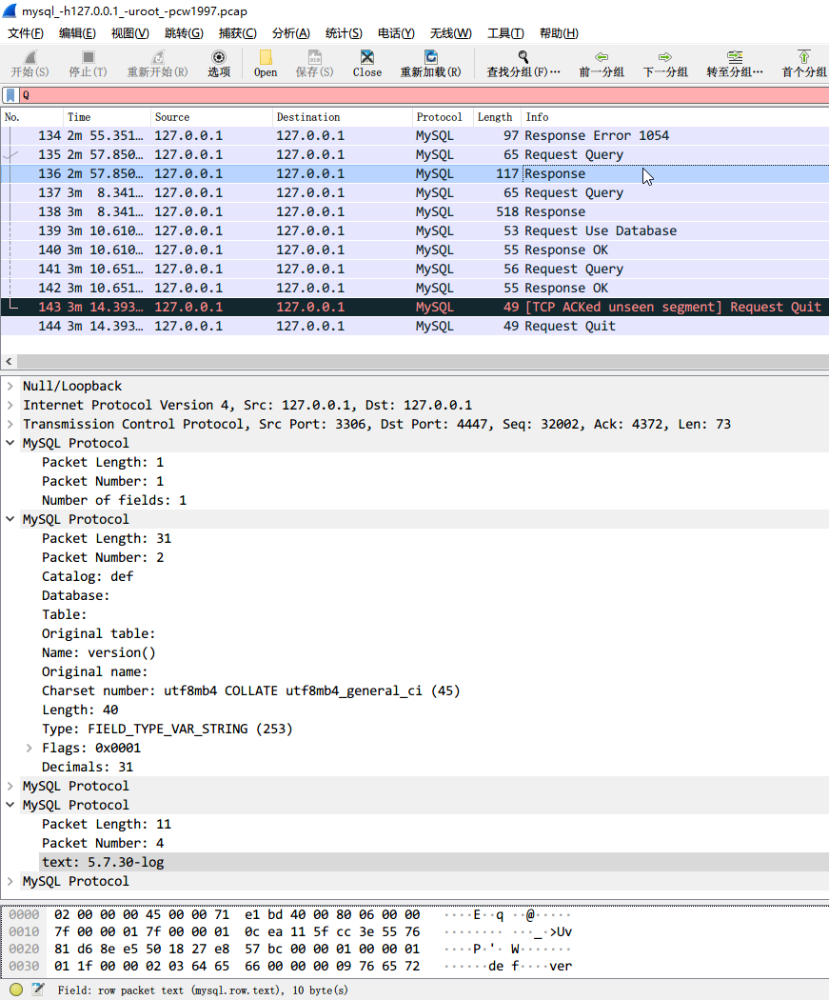 mysql_-h127.0.0.1_-uroot_-pcw1997.pcap
文件(F) 编辑(E) 视图(V) 跳转(G) 捕获(C) 分析(A) 统计(S) 电话(Y) 无线(W) 工具(T) 帮助(H)
开始(S) 停止(T) 重新开始(R) 选项 Open 保存(S) Close 重新加载(R) 查找分组(F)··· 前一分组 下一分组 转至分组··· 首个分组
Q
No. Time Source Destination Protocol Length Info
134 2m 55.351… 127.0.0.1 127.0.0.1 MySQL 97 Response Error 1054
135 2m 57.850… 127.0.0.1 127.0.0.1 MySQL 65 Request Query
136 2m 57.850… 127.0.0.1 127.0.0.1 MySQL 117 Response
137 3m 8.341… 127.0.0.1 127.0.0.1 MySQL 65 Request Query
138 3m 8.341… 127.0.0.1 127.0.0.1 MySQL 518 Response
139 3m 10.610… 127.0.0.1 127.0.0.1 MySQL 53 Request Use Database
140 3m 10.610… 127.0.0.1 127.0.0.1 MySQL 55 Response OK
141 3m 10.651… 127.0.0.1 127.0.0.1 MySQL 56 Request Query
142 3m 10.651… 127.0.0.1 127.0.0.1 MySQL 55 Response OK
143 3m 14.393… 127.0.0.1 127.0.0.1 MySQL 49 [TCP ACKed unseen segment] Request Quit
144 3m 14.393… 127.0.0.1 127.0.0.1 MySQL 49 Request Quit
Null/Loopback
Internet Protocol Version 4, Src: 127.0.0.1, Dst: 127.0.0.1
Transmission Control Protocol, Src Port: 3306, Dst Port: 4447, Seq: 32002, Ack: 4372, Len: 73
MySQL Protocol
Packet Length: 1
Packet Number: 1
Number of fields: 1
MySQL Protocol
Packet Length: 31
Packet Number: 2
Catalog: def
Database:
Table:
Original table:
Name: version()
Original name:
Charset number: utf8mb4 COLLATE utf8mb4_general_ci (45)
Length: 40
Type: FIELD_TYPE_VAR_STRING (253)
Flags: 0x0001
Decimals: 31
MySQL Protocol
MySQL Protocol
Packet Length: 11
Packet Number: 4
text: 5.7.30-log
MySQL Protocol
0000 02 00 00 00 45 00 00 71 e1 bd 40 00 80 06 00 00 ····E··q ··@·····
0010 7f 00 00 01 7f 00 00 01 0c ea 11 5f cc 3e 55 76 ········ ···_·>Uv
0020 81 d6 8e e5 50 18 27 e8 57 bc 00 00 01 00 00 01 ····P·'· W·······
0030 01 1f 00 00 02 03 64 65 66 00 00 00 09 76 65 72 ······de f····ver
Field: row packet text (mysql.row.text), 10 byte(s)